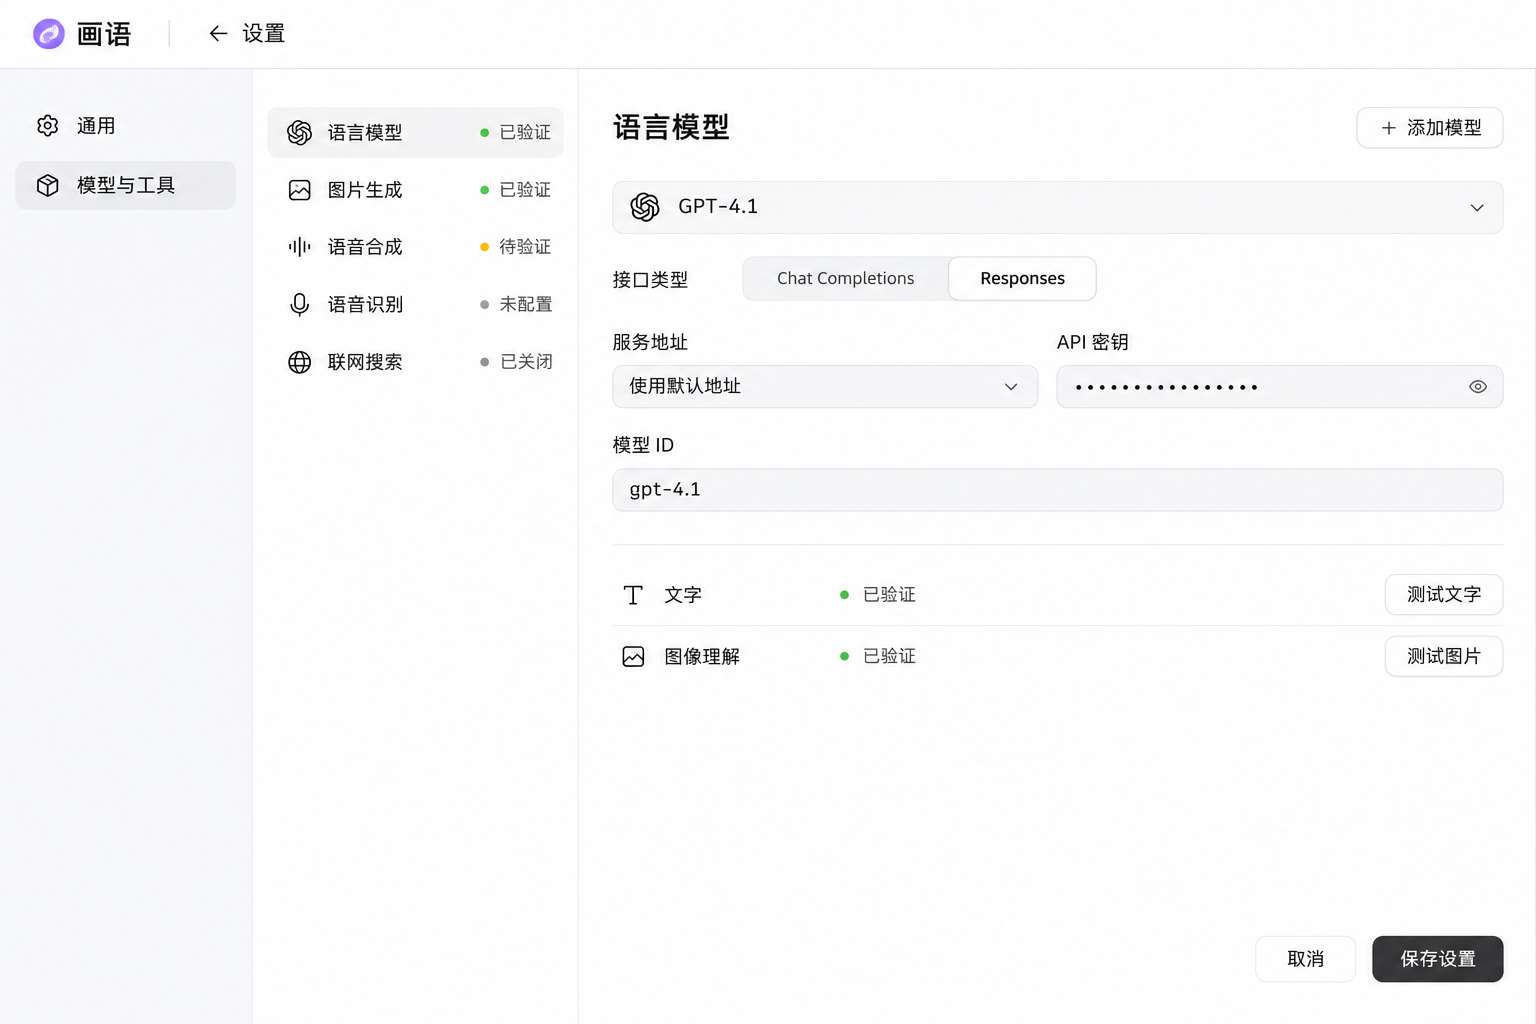 画语
设置
通用
模型与工具
语言模型 已验证
图片生成 已验证
语音合成 待验证
语音识别 未配置
联网搜索 已关闭
语言模型
添加模型
GPT-4.1
接口类型 Chat Completions Responses
服务地址 API 密钥
使用默认地址 ••••••••••••••••
模型 ID
gpt-4.1
文字 已验证 测试文字
图像理解 已验证 测试图片
取消 保存设置